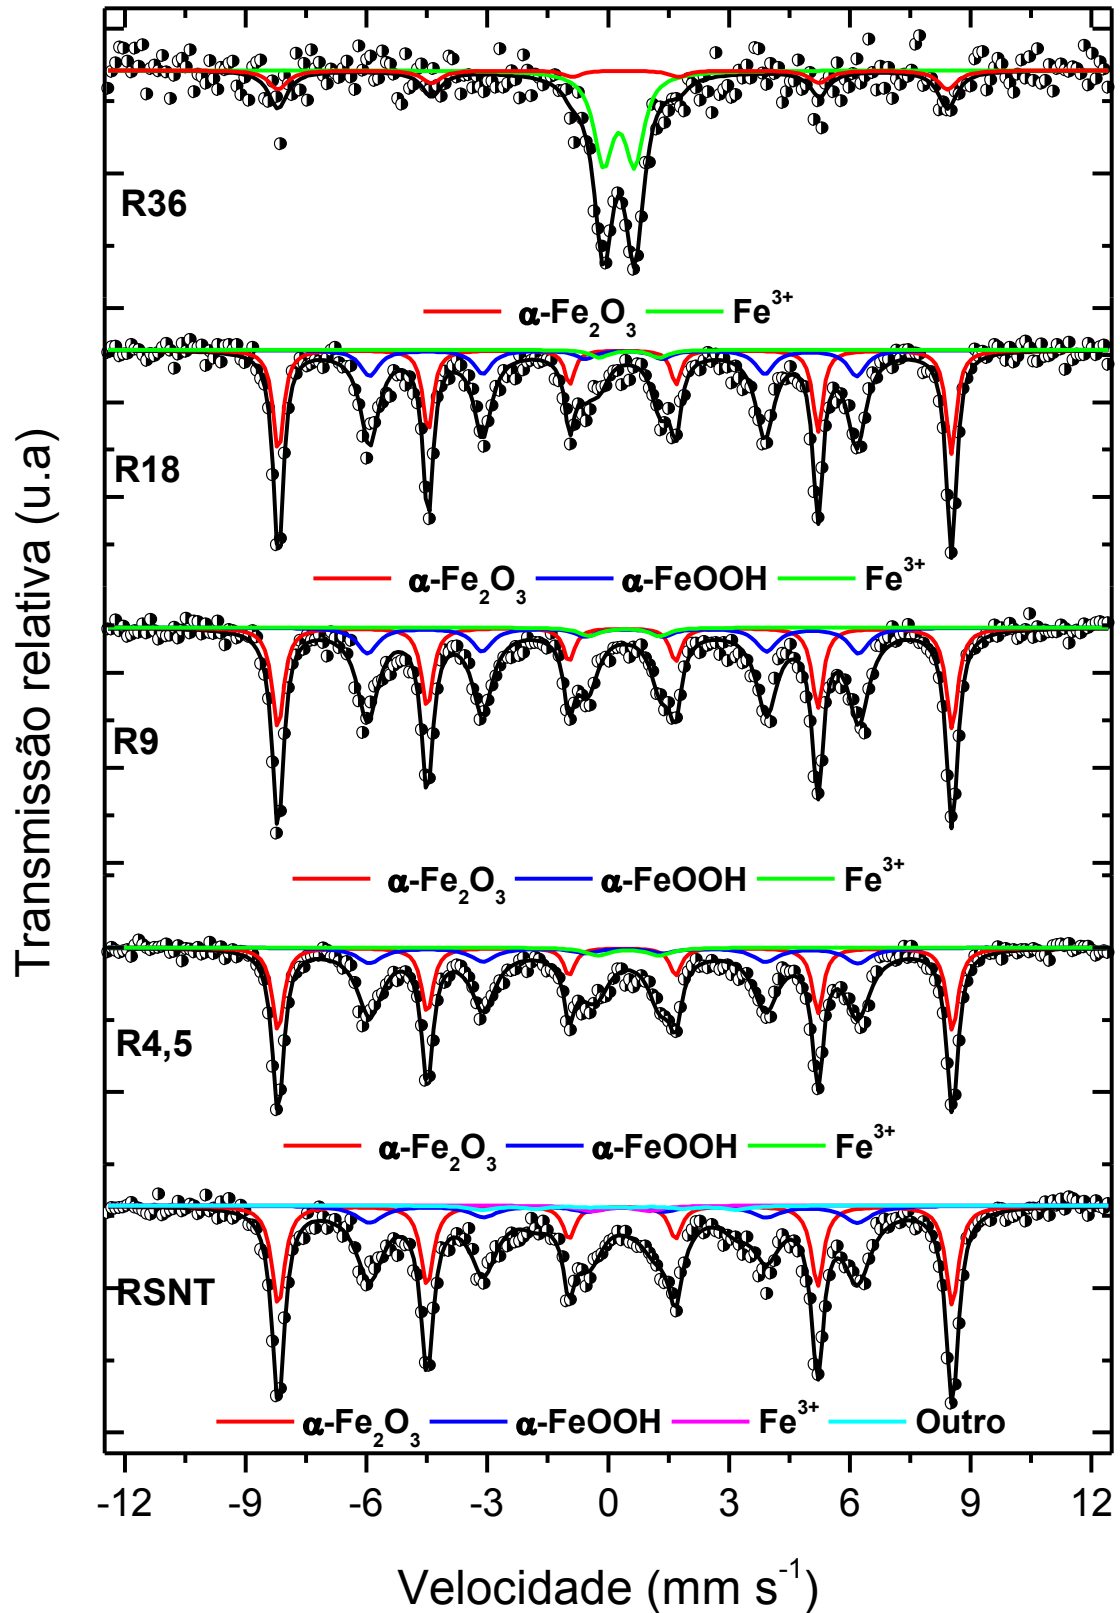 Transmissão relativa (u.a)
R36
α-Fe₂O₃ Fe³⁺
R18
α-Fe₂O₃ α-FeOOH Fe³⁺
R9
α-Fe₂O₃ α-FeOOH Fe³⁺
R4,5
α-Fe₂O₃ α-FeOOH Fe³⁺
RSNT
α-Fe₂O₃ α-FeOOH Fe³⁺ Outro
-12 -9 -6 -3 0 3 6 9 12
Velocidade (mm s⁻¹)